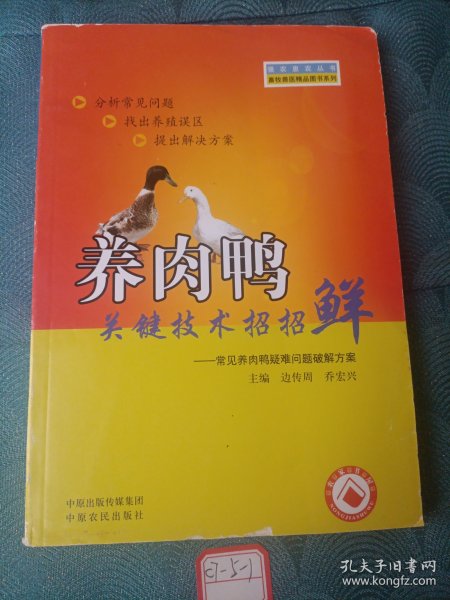 强农惠农丛书
畜牧兽医精品图书系列
分析常见问题
找出养殖误区
提出解决方案
养肉鸭
关键技术招招鲜
——常见养肉鸭疑难问题破解方案
主编 边传周 乔宏兴
中原出版传媒集团
中原农民出版社
孔夫子旧书网
www.kongfz.com